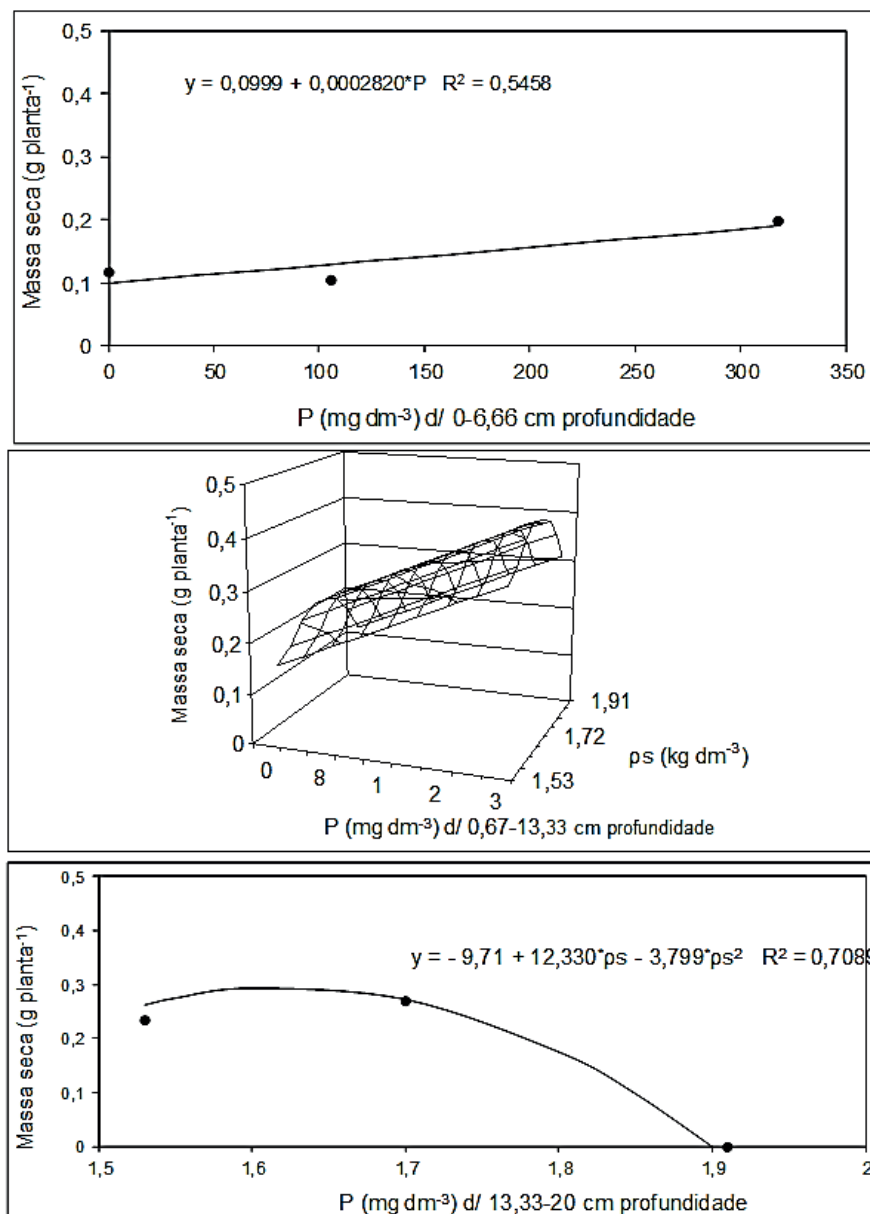 0,5
y = 0,0999 + 0,0002820*P R² = 0,5458
0,4
0,3
0,2
0,1
0
Massa seca (g planta⁻¹)
0 50 100 150 200 250 300 350
P (mg dm⁻³) d/ 0-6,66 cm profundidade
0,5
0,4
0,3
0,2
0,1
0
Massa seca (g planta⁻¹)
0 8 1 2 3
1,53
1,72
1,91
ρs (kg dm⁻³)
P (mg dm⁻³) d/ 0,67-13,33 cm profundidade
0,5
0,4
y = - 9,71 + 12,330*ρs - 3,799*ρs² R² = 0,7089
0,3
0,2
0,1
0
Massa seca (g planta⁻¹)
1,5 1,6 1,7 1,8 1,9 2
P (mg dm⁻³) d/ 13,33-20 cm profundidade